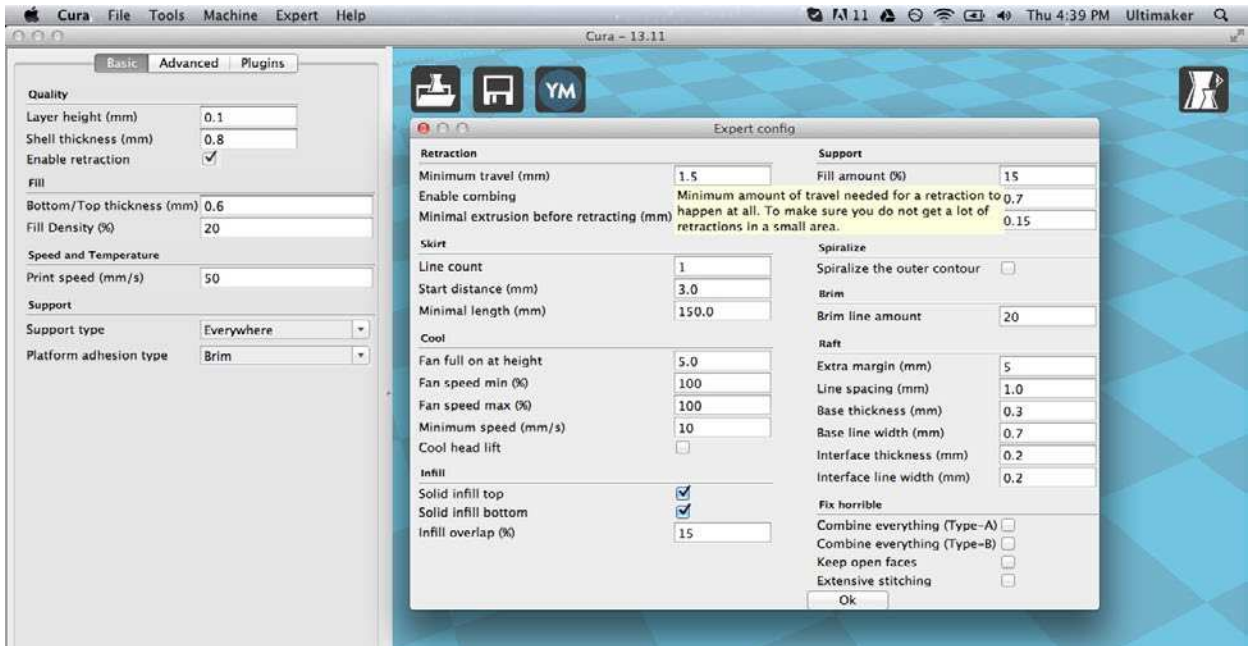 Cura File Tools Machine Expert Help 11 Thu 4:39 PM Ultimaker
Cura – 13.11
Basic Advanced Plugins
Quality
Layer height (mm) 0.1
Shell thickness (mm) 0.8
Enable retraction
Fill
Bottom/Top thickness (mm) 0.6
Fill Density (%) 20
Speed and Temperature
Print speed (mm/s) 50
Support
Support type Everywhere
Platform adhesion type Brim
YM
Expert config
Retraction
Minimum travel (mm) 1.5
Enable combing
Minimal extrusion before retracting (mm)
Minimum amount of travel needed for a retraction to
happen at all. To make sure you do not get a lot of
retractions in a small area.
Skirt
Line count 1
Start distance (mm) 3.0
Minimal length (mm) 150.0
Cool
Fan full on at height 5.0
Fan speed min (%) 100
Fan speed max (%) 100
Minimum speed (mm/s) 10
Cool head lift
Infill
Solid infill top
Solid infill bottom
Infill overlap (%) 15
Support
Fill amount (%) 15
0.7
0.15
Spiralize
Spiralize the outer contour
Brim
Brim line amount 20
Raft
Extra margin (mm) 5
Line spacing (mm) 1.0
Base thickness (mm) 0.3
Base line width (mm) 0.7
Interface thickness (mm) 0.2
Interface line width (mm) 0.2
Fix horrible
Combine everything (Type-A)
Combine everything (Type-B)
Keep open faces
Extensive stitching
Ok